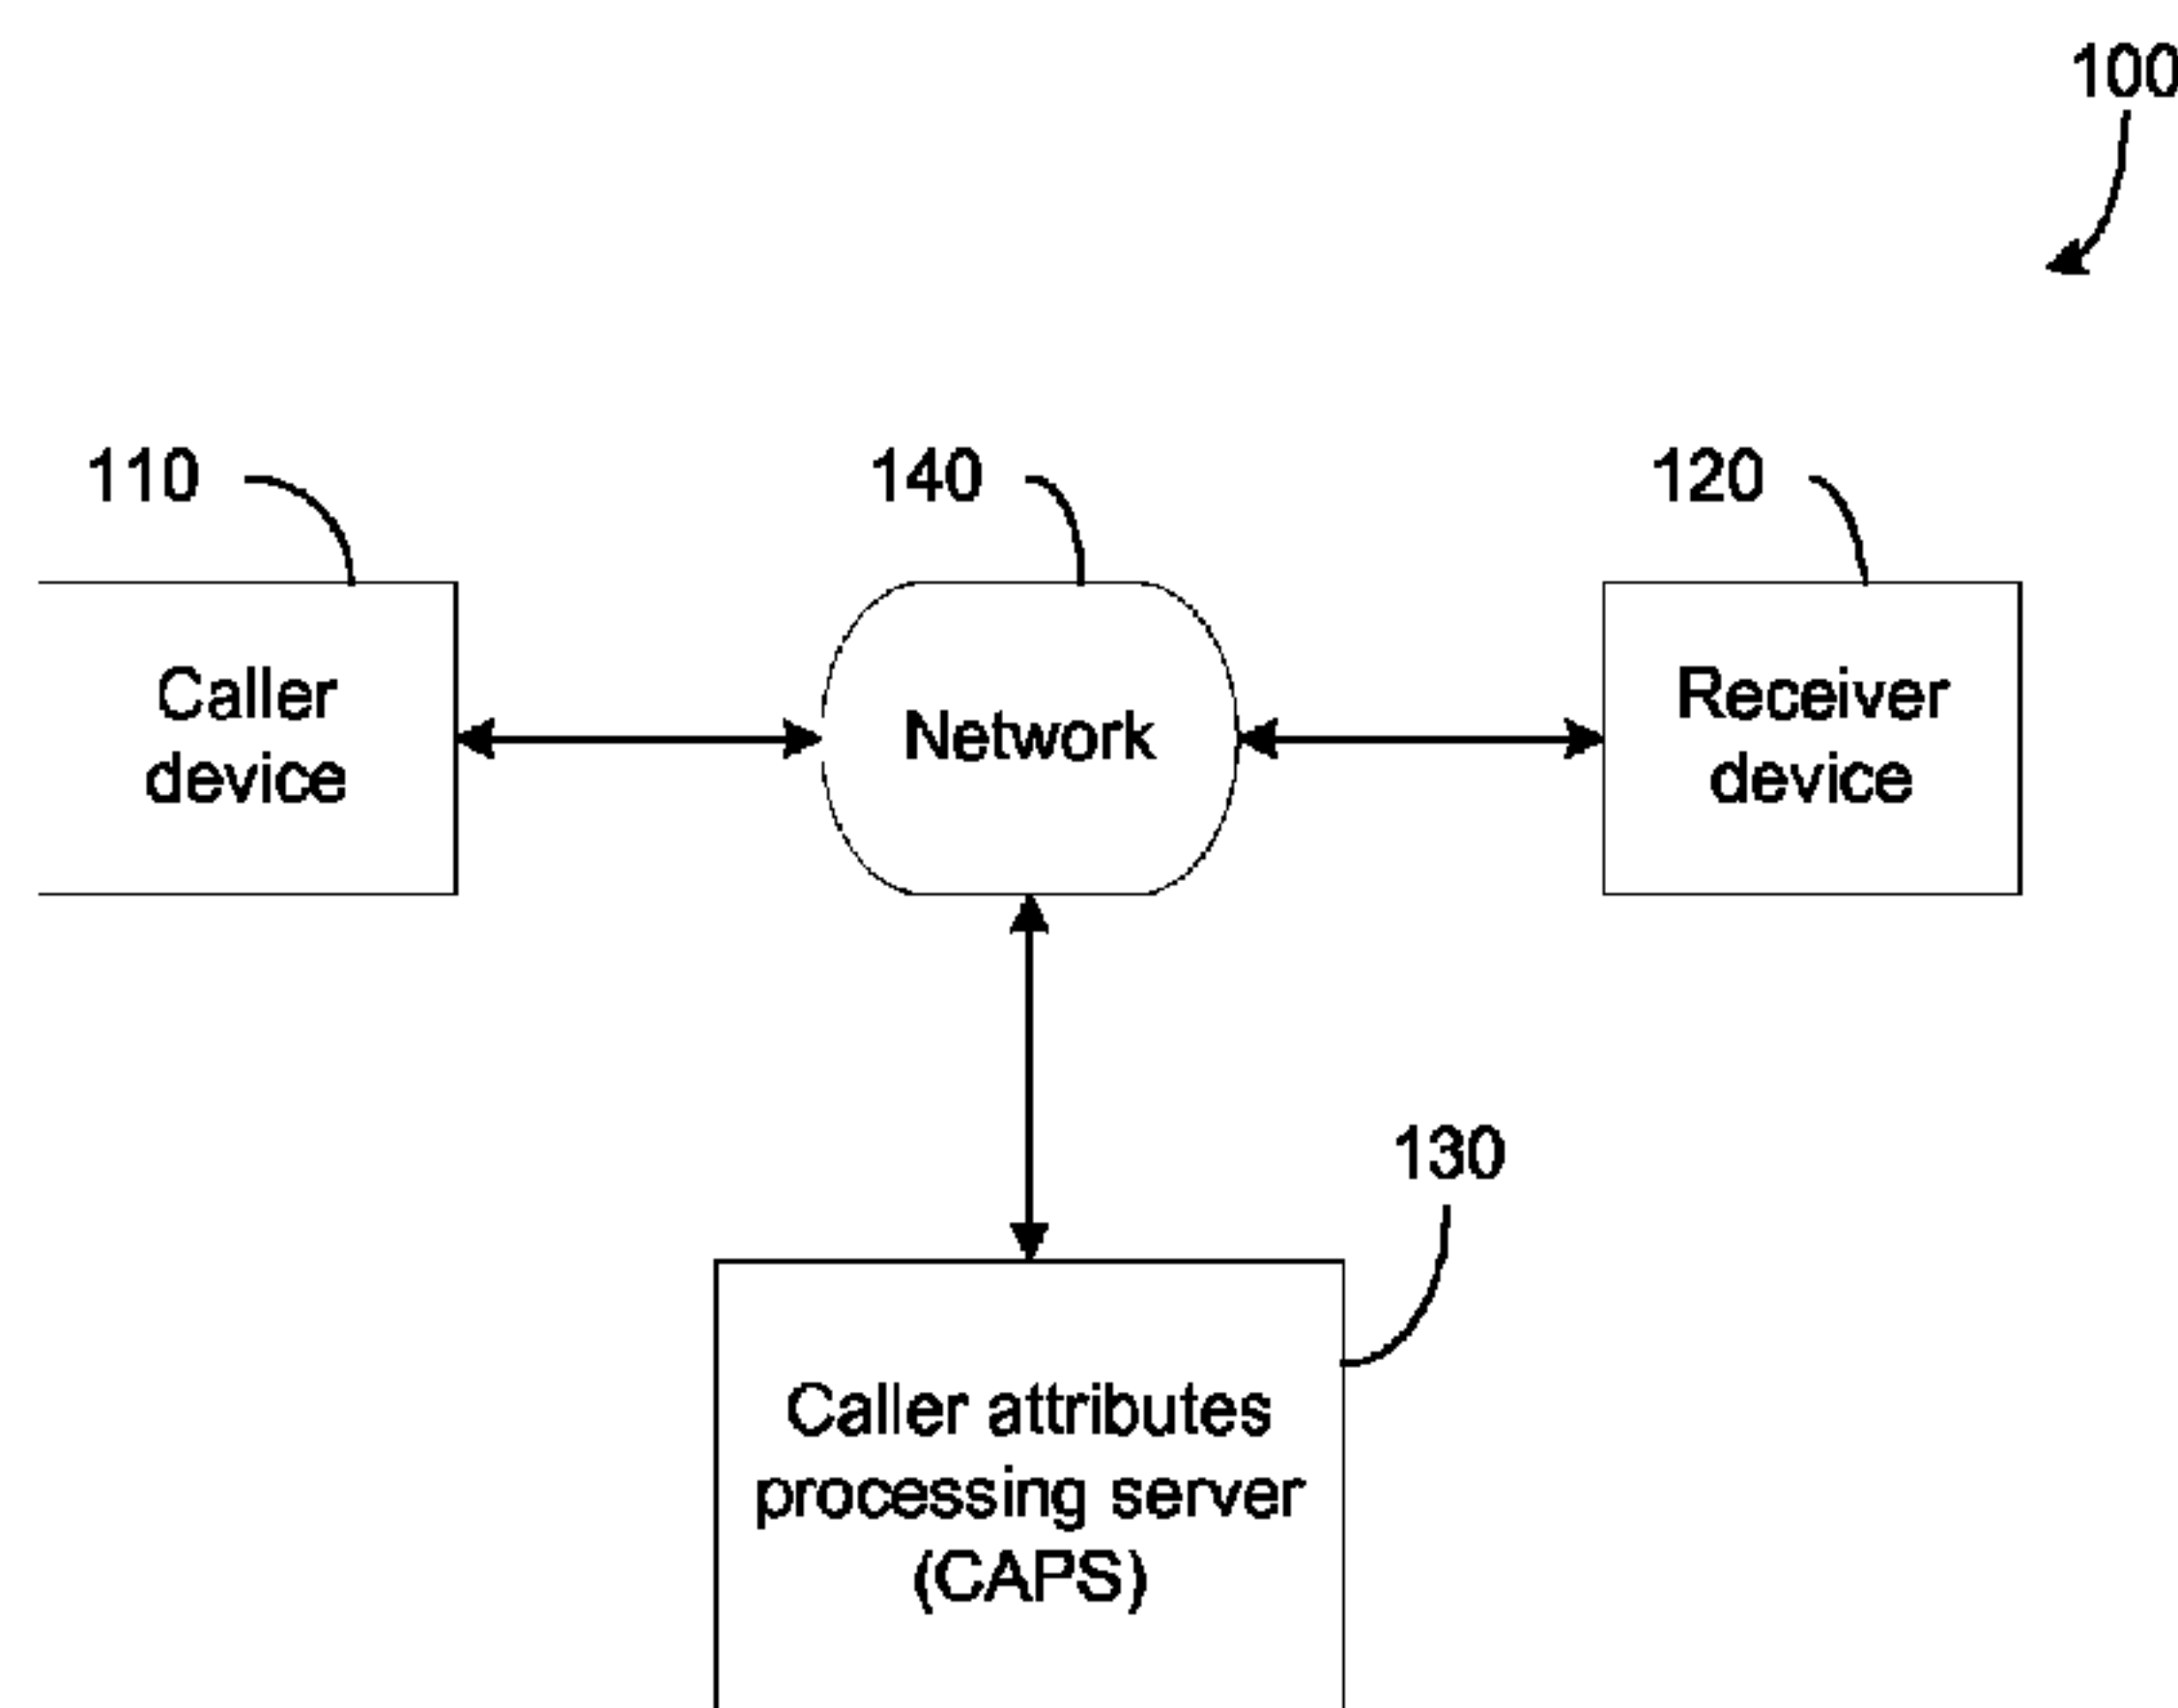 100
110
140
120
Caller
device
Network
Receiver
device
130
Caller attributes
processing server
(CAPS)